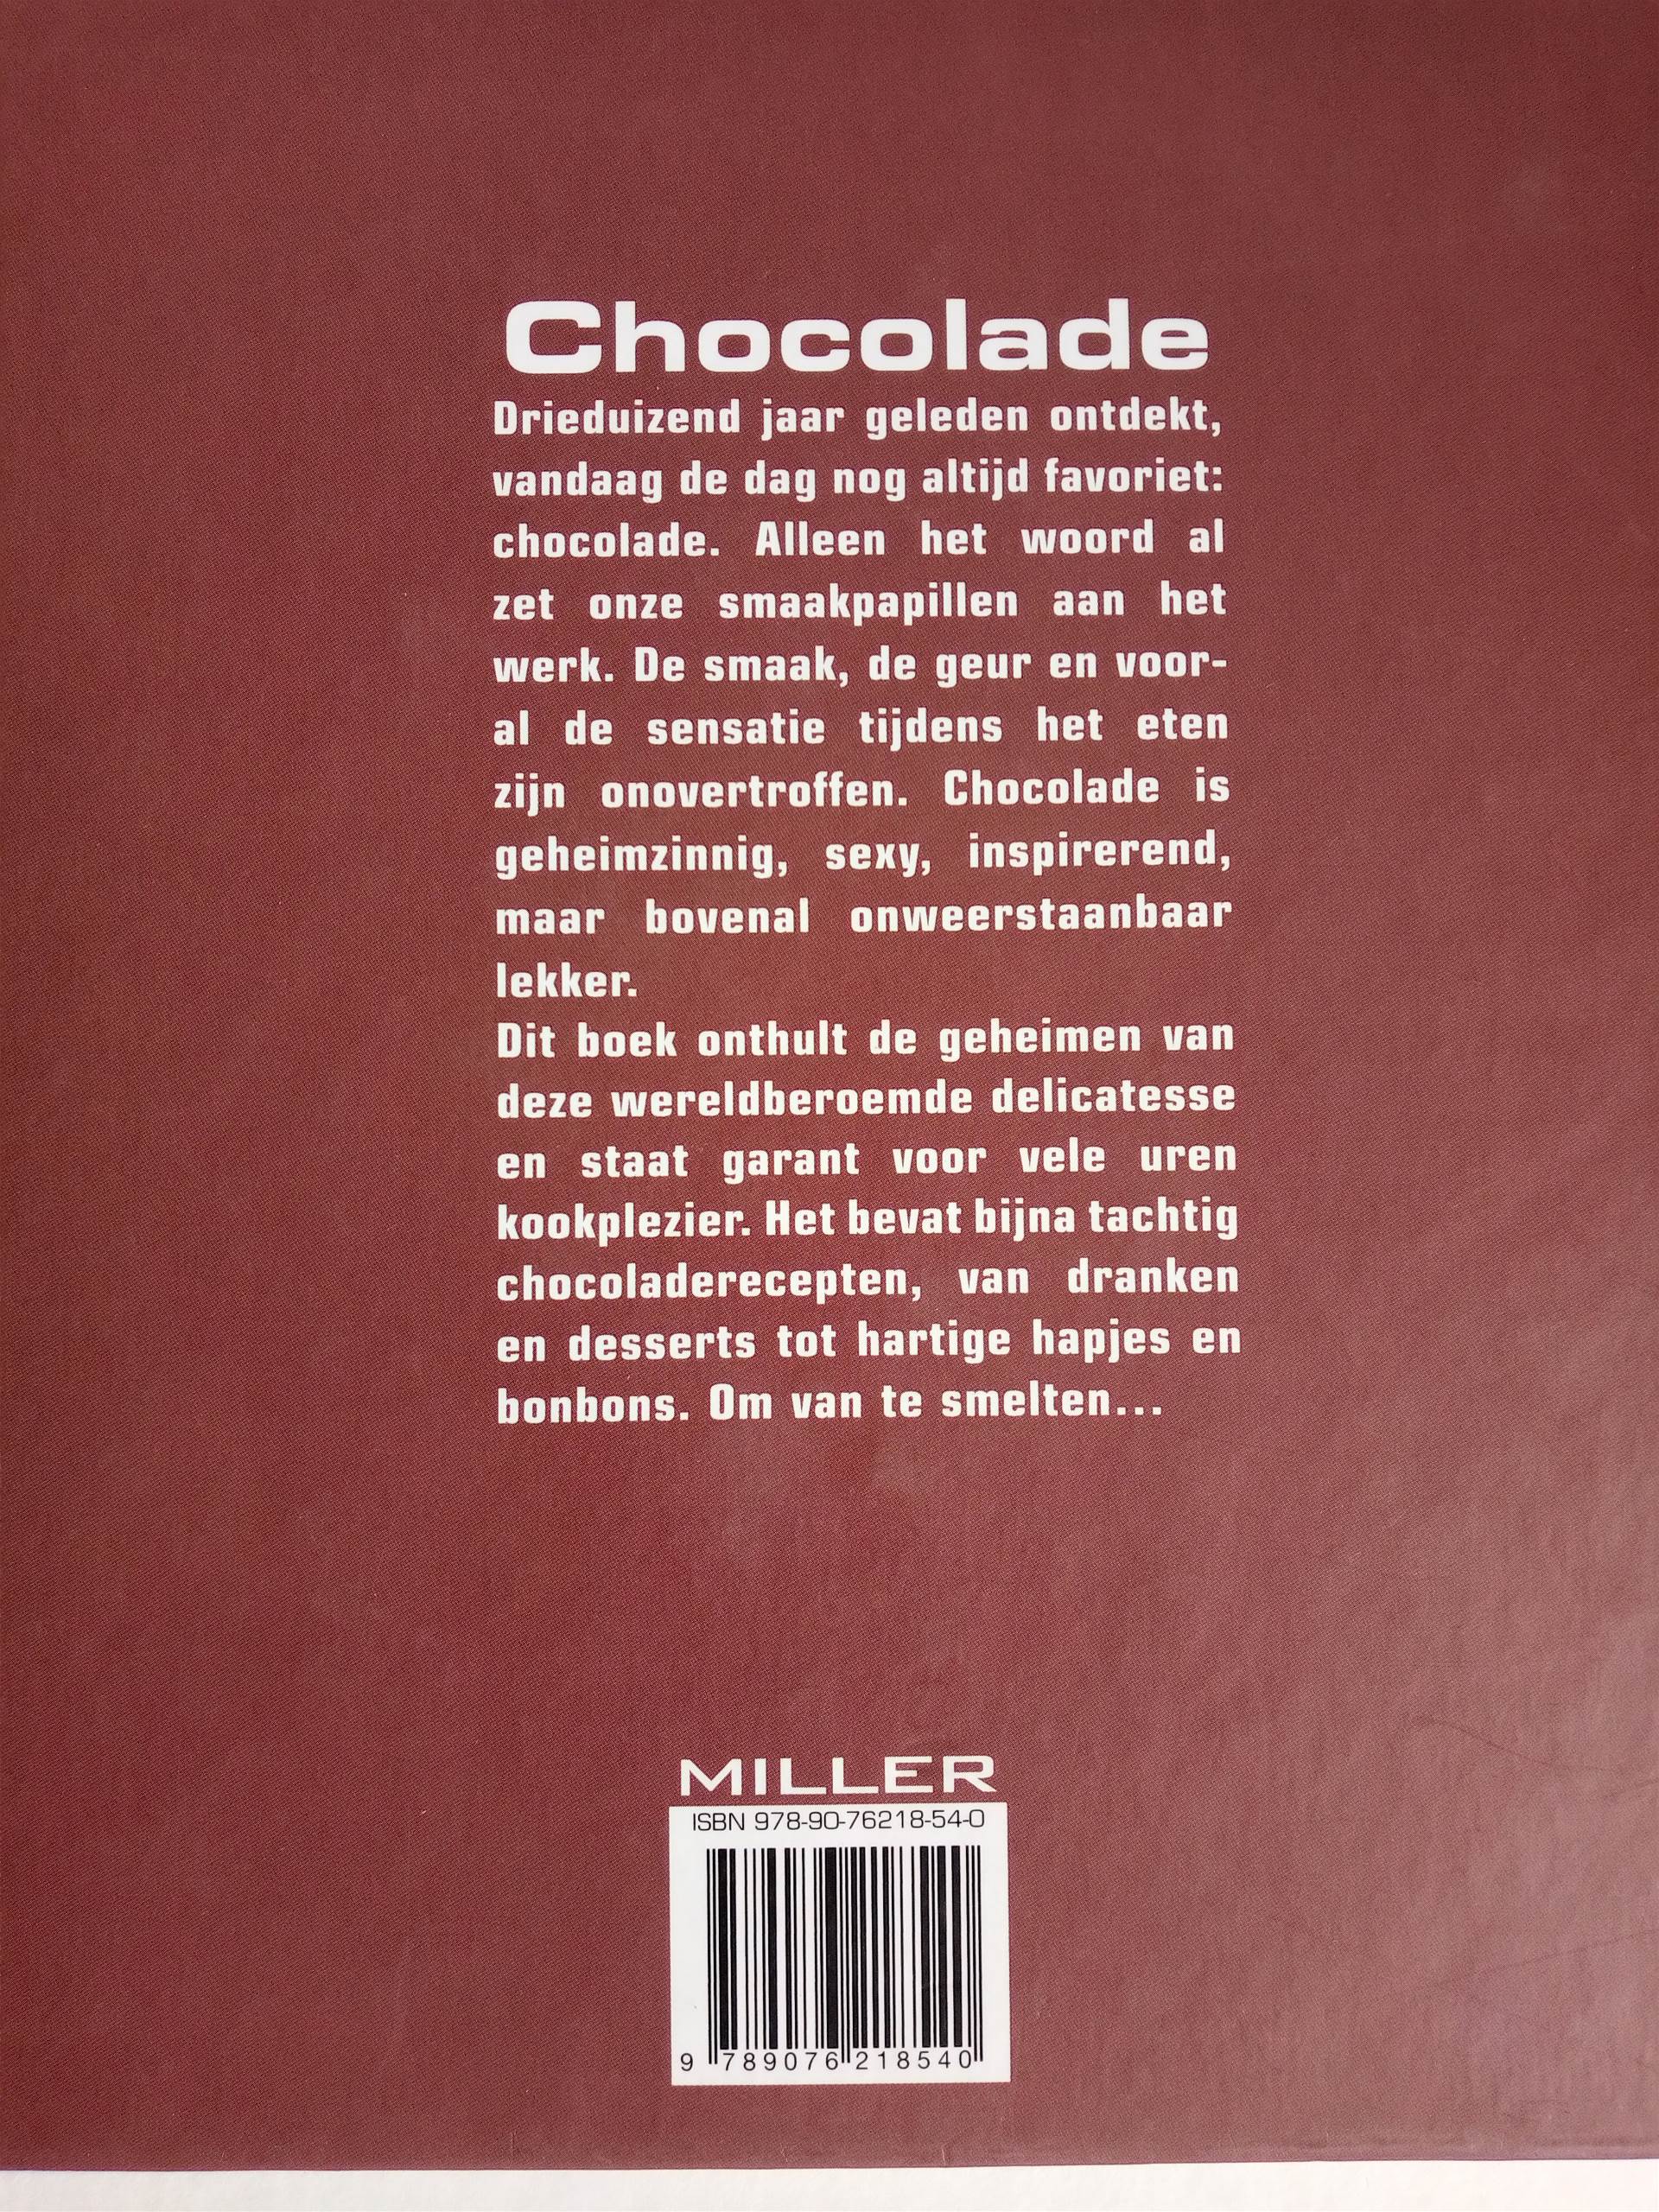 Chocolade
Drieduizend jaar geleden ontdekt,
vandaag de dag nog altijd favoriet:
chocolade. Alleen het woord al
zet onze smaakpapillen aan het
werk. De smaak, de geur en voor-
al de sensatie tijdens het eten
zijn onovertroffen. Chocolade is
geheimzinnig, sexy, inspirerend,
maar bovenal onweerstaanbaar
lekker.
Dit boek onthult de geheimen van
deze wereldberoemde delicatesse
en staat garant voor vele uren
kookplezier. Het bevat bijna tachtig
chocoladerecepten, van dranken
en desserts tot hartige hapjes en
bonbons. Om van te smelten...
MILLER
ISBN 978-90-76218-54-0
9 789076 218540